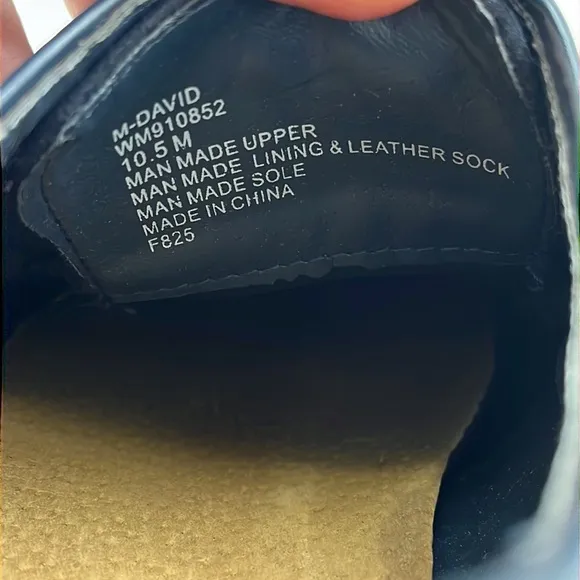 M-DAVID
WM910852
10.5 M
MAN MADE UPPER
MAN MADE LINING & LEATHER SOCK
MAN MADE SOLE
MADE IN CHINA
F825